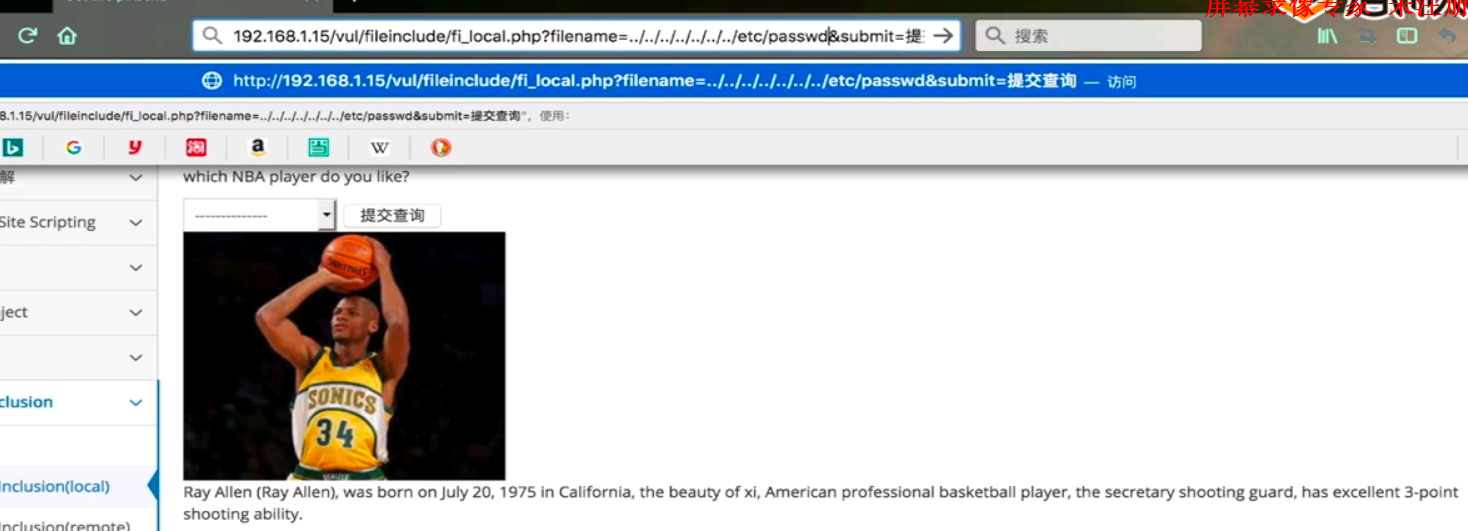 屏幕录像专家 未注册
192.168.1.15/vul/fileinclude/fi_local.php?filename=../../../../../../../etc/passwd&submit=提
搜索
http://192.168.1.15/vul/fileinclude/fi_local.php?filename=../../../../../../../etc/passwd&submit=提交查询 — 访问
8.1.15/vul/fileinclude/fi_local.php?filename=../../../../../../../etc/passwd&submit=提交查询", 使用:
G y 淘 a 当 W
解
which NBA player do you like?
-------------- 提交查询
Site Scripting
SONICS
34
ject
clusion
Inclusion(local)
Ray Allen (Ray Allen), was born on July 20, 1975 in California, the beauty of xi, American professional basketball player, the secretary shooting guard, has excellent 3-point
shooting ability.
Inclusion(remote)